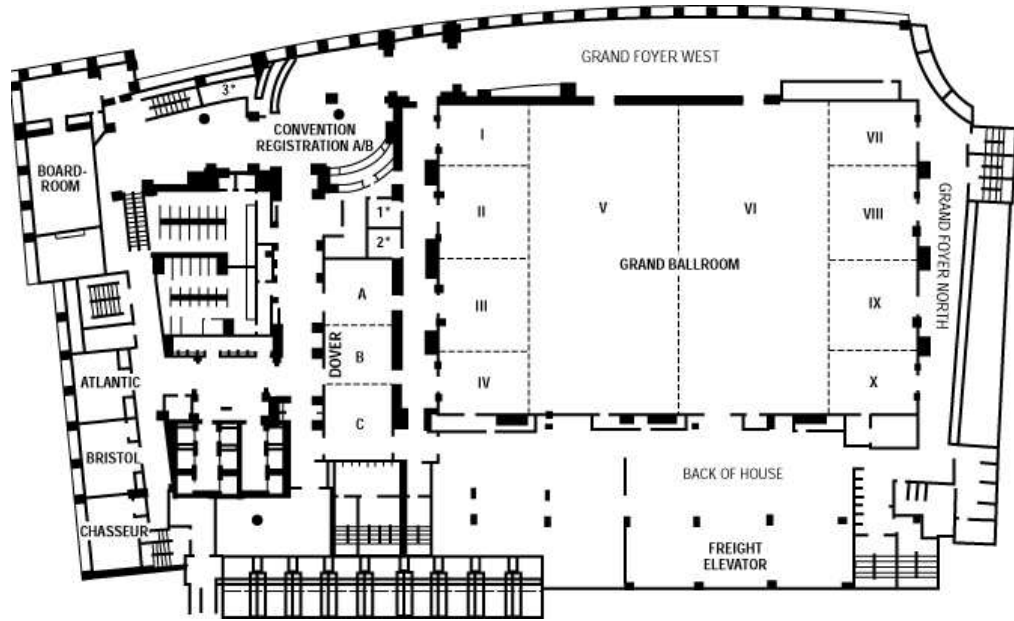 GRAND FOYER WEST
3*
CONVENTION
REGISTRATION A/B
I
VII
BOARD-
ROOM
1*
II
V
VI
VIII
2*
GRAND FOYER NORTH
GRAND BALLROOM
A
III
IX
DOVER
B
ATLANTIC
IV
X
C
BRISTOL
BACK OF HOUSE
CHASSEUR
FREIGHT
ELEVATOR